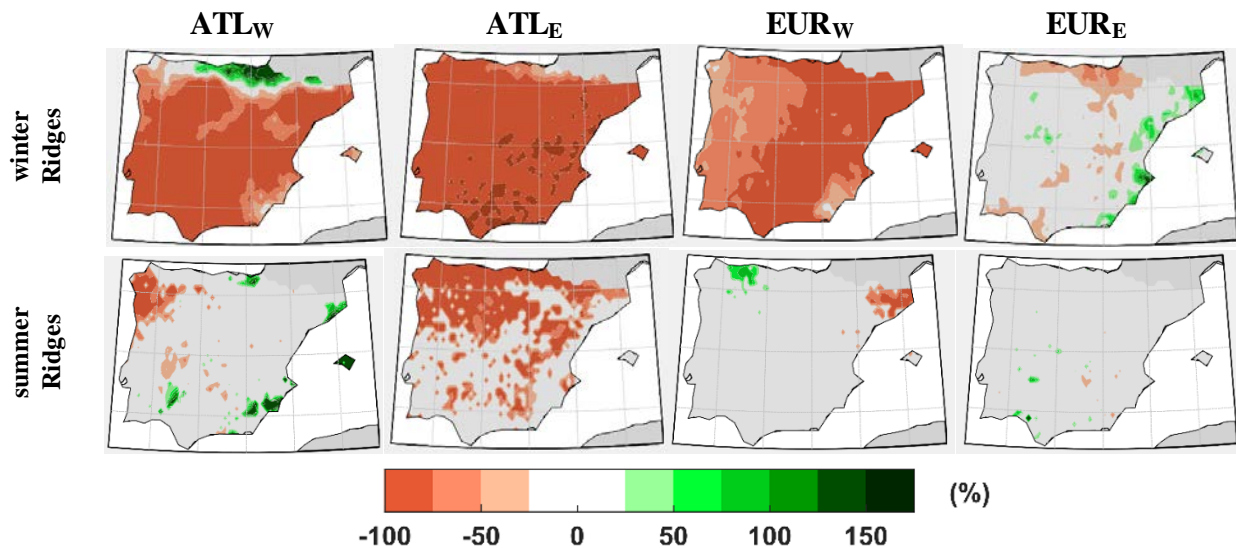 ATLW ATLE EURW EURE
winter
Ridges
summer
Ridges
-100 -50 0 50 100 150 (%)